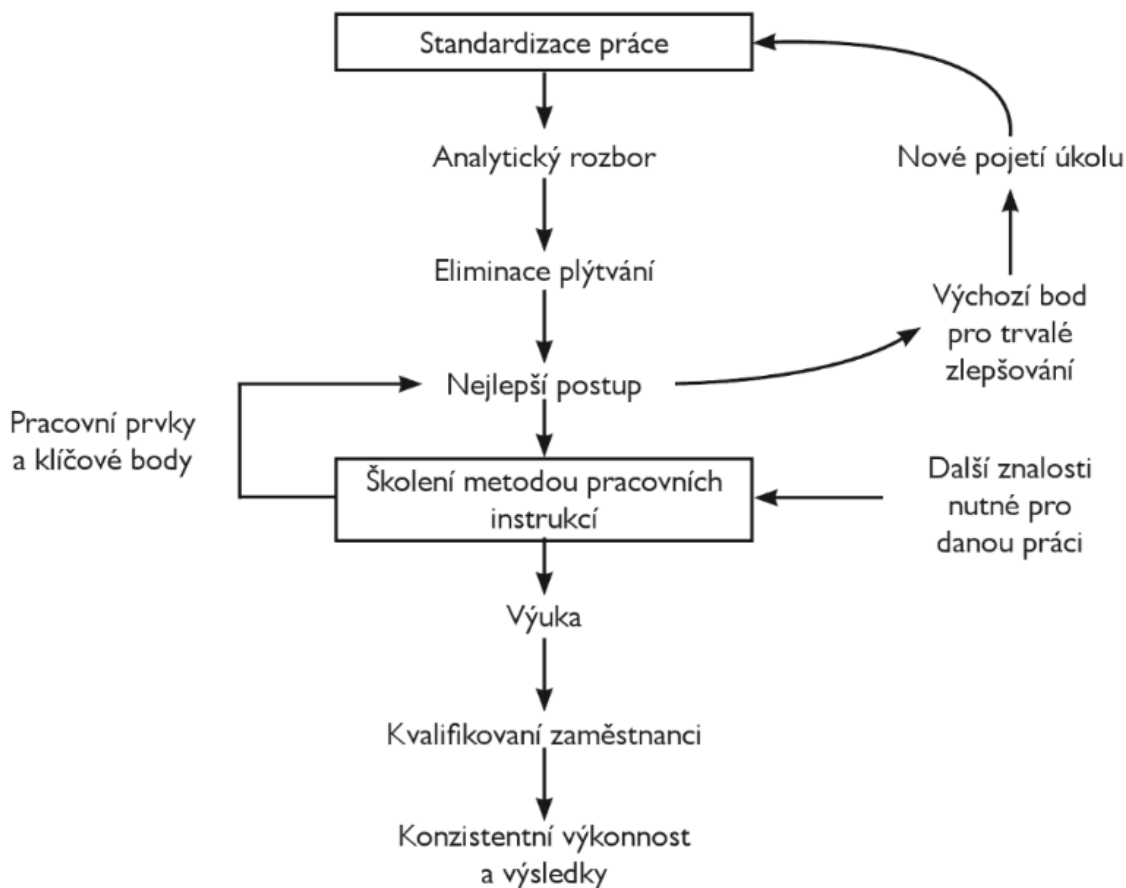 Standardizace práce
Analytický rozbor
Nové pojetí úkolu
Eliminace plýtvání
Výchozí bod
pro trvalé
zlepšování
Nejlepší postup
Pracovní prvky
a klíčové body
Školení metodou pracovních
instrukcí
Další znalosti
nutné pro
danou práci
Výuka
Kvalifikovaní zaměstnanci
Konzistentní výkonnost
a výsledky